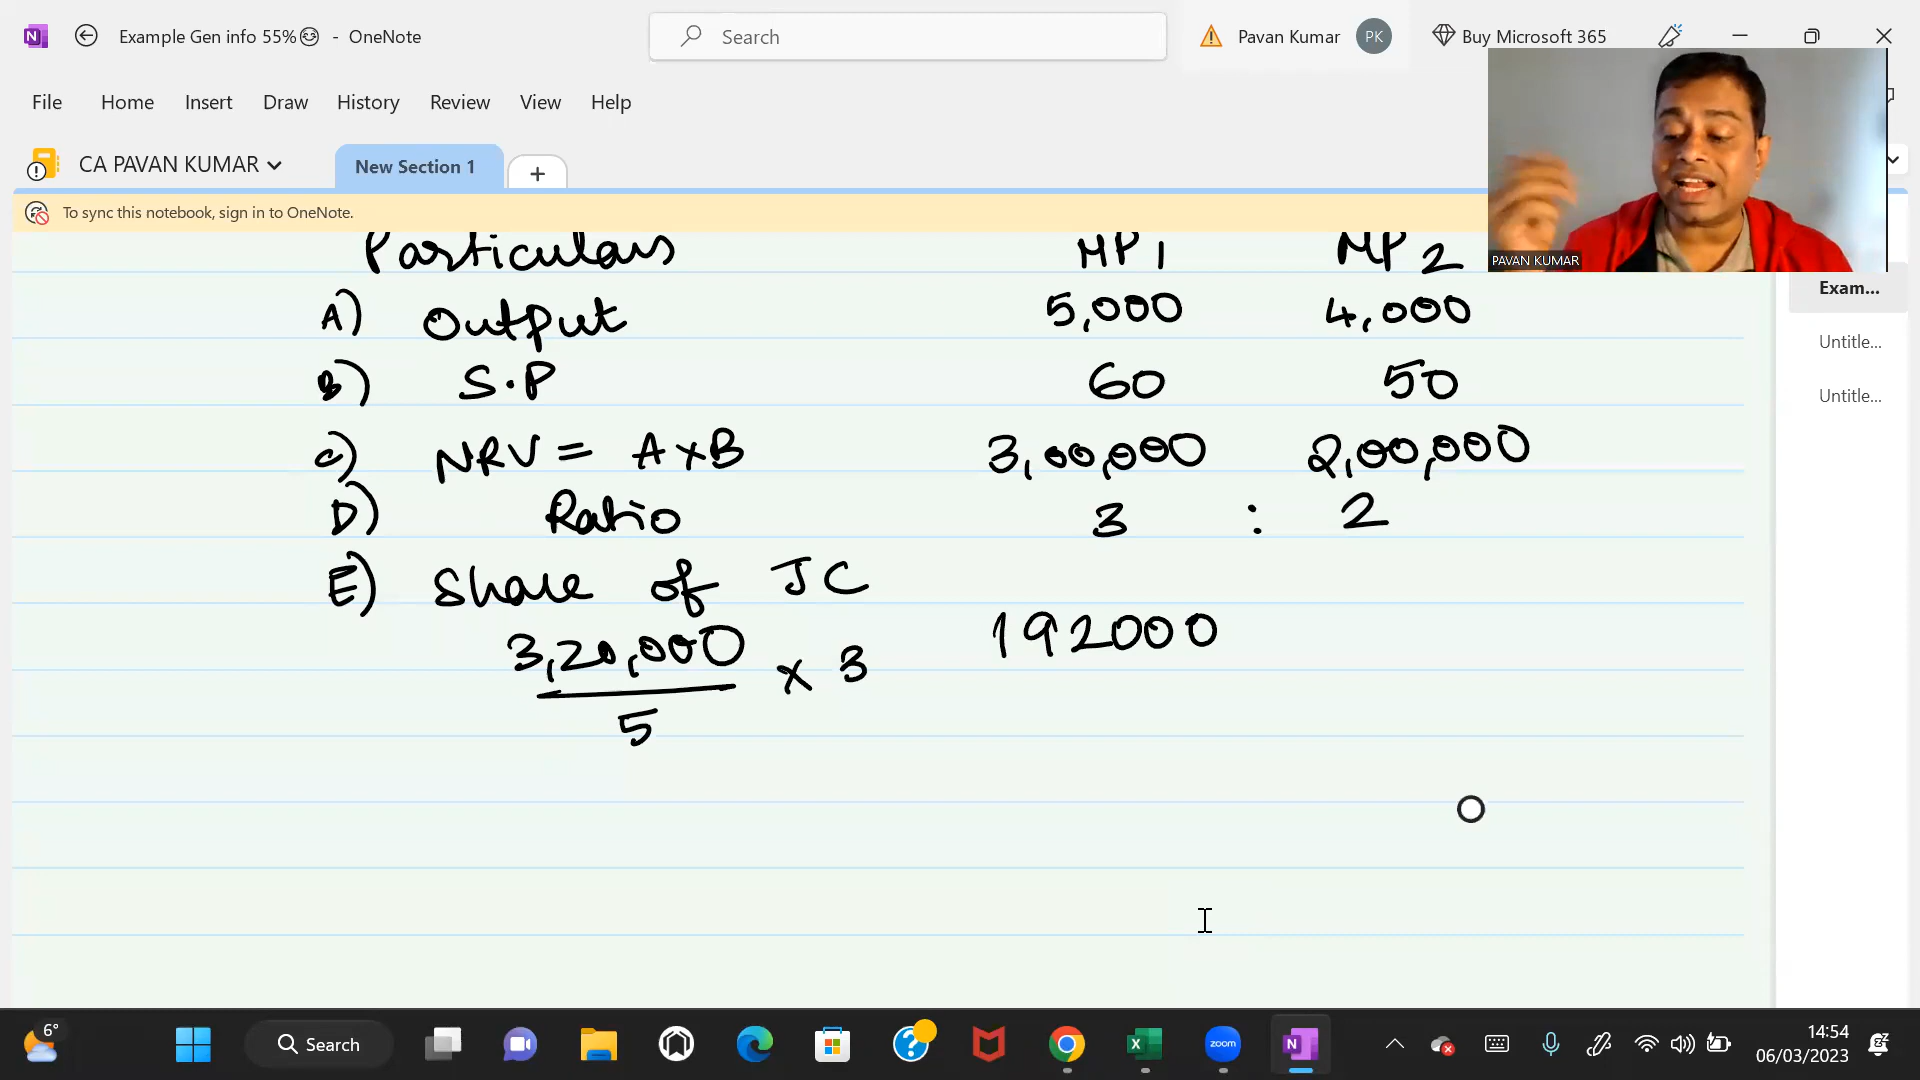 Example Gen info 55%😊 - OneNote
Search
Pavan Kumar PK
Buy Microsoft 365
File Home Insert Draw History Review View Help
CA PAVAN KUMAR
New Section 1
+
To sync this notebook, sign in to OneNote.
PAVAN KUMAR
Exam...
Untitle...
Untitle...
Particulars MP1 MP2
A) Output 5,000 4,000
B) S.P 60 50
C) NRV = A x B 3,00,000 2,00,000
D) Ratio 3 : 2
E) Share of JC
3,20,000 x 3 192000
5
6°
Search
zoom
14:54
06/03/2023